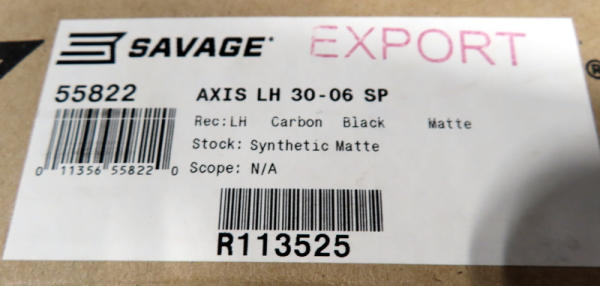 SAVAGE® EXPORT
55822 AXIS LH 30-06 SP
Rec:LH Carbon Black Matte
Stock: Synthetic Matte
Scope: N/A
0 11356 55822 0
R113525
®